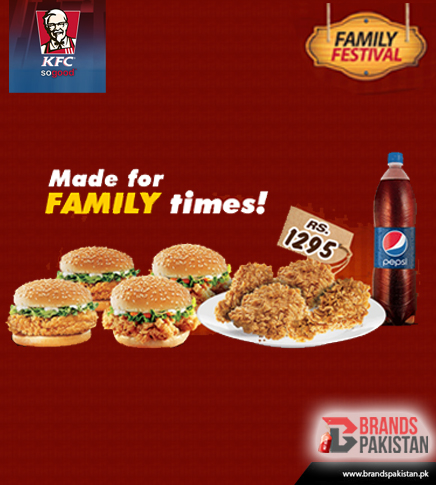 KFC
so good
FAMILY
FESTIVAL
Made for
FAMILY times!
RS.
1295
pepsi
BRANDS
PAKISTAN
www.brandspakistan.pk